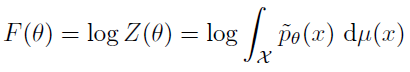 F(θ) = log Z(θ) = log ∫_𝒳 p̃_θ(x) dμ(x)